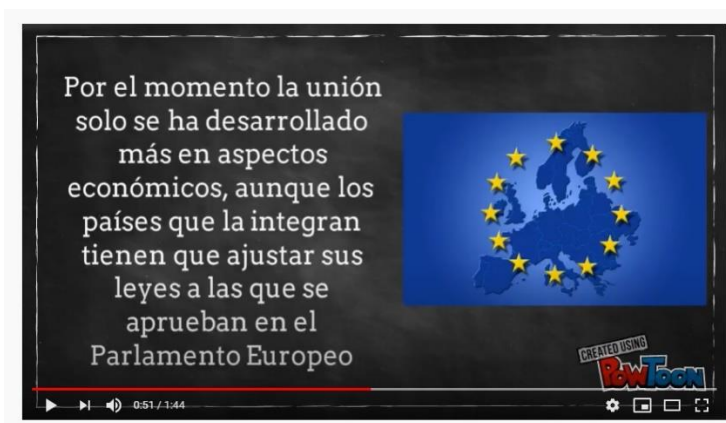 Por el momento la unión
solo se ha desarrollado
más en aspectos
económicos, aunque los
países que la integran
tienen que ajustar sus
leyes a las que se
aprueban en el
Parlamento Europeo
CREATED USING
POWTOON
0:51 / 1:44